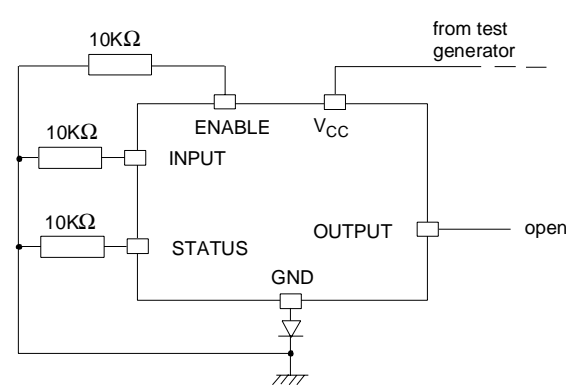 from test
generator
10KΩ
ENABLE
VCC
10KΩ
INPUT
10KΩ
STATUS
OUTPUT
open
GND